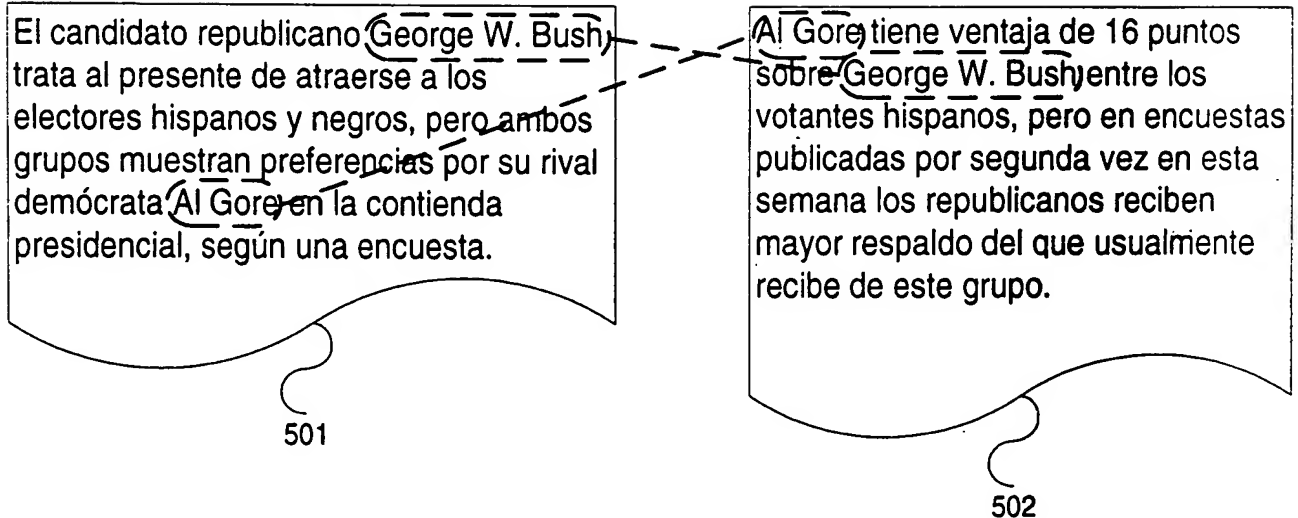 El candidato republicano George W. Bush
trata al presente de atraerse a los
electores hispanos y negros, pero ambos
grupos muestran preferencias por su rival
demócrata Al Gore en la contienda
presidencial, según una encuesta.
501
Al Gore tiene ventaja de 16 puntos
sobre George W. Bush entre los
votantes hispanos, pero en encuestas
publicadas por segunda vez en esta
semana los republicanos reciben
mayor respaldo del que usualmente
recibe de este grupo.
502